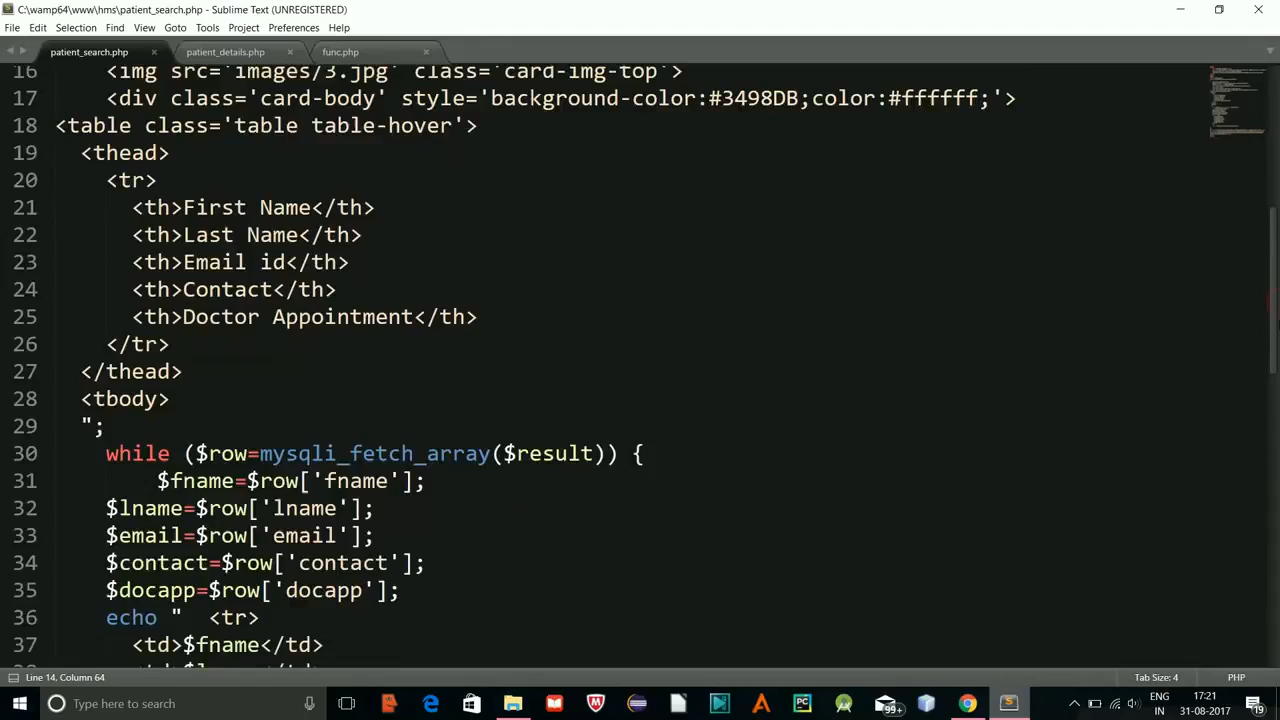 C:\wamp64\www\hms\patient_search.php - Sublime Text (UNREGISTERED)
File Edit Selection Find View Goto Tools Project Preferences Help
patient_search.php × patient_details.php × func.php ×
16 <img src='images/3.jpg' class='card-img-top'>
17 <div class='card-body' style='background-color:#3498DB;color:#ffffff;'>
18 <table class='table table-hover'>
19 <thead>
20 <tr>
21 <th>First Name</th>
22 <th>Last Name</th>
23 <th>Email id</th>
24 <th>Contact</th>
25 <th>Doctor Appointment</th>
26 </tr>
27 </thead>
28 <tbody>
29 ";
30 while ($row=mysqli_fetch_array($result)) {
31 $fname=$row['fname'];
32 $lname=$row['lname'];
33 $email=$row['email'];
34 $contact=$row['contact'];
35 $docapp=$row['docapp'];
36 echo " <tr>
37 <td>$fname</td>
Line 14, Column 64 Tab Size: 4 PHP
Type here to search
99+
ENG 17:21
IN 31-08-2017
19